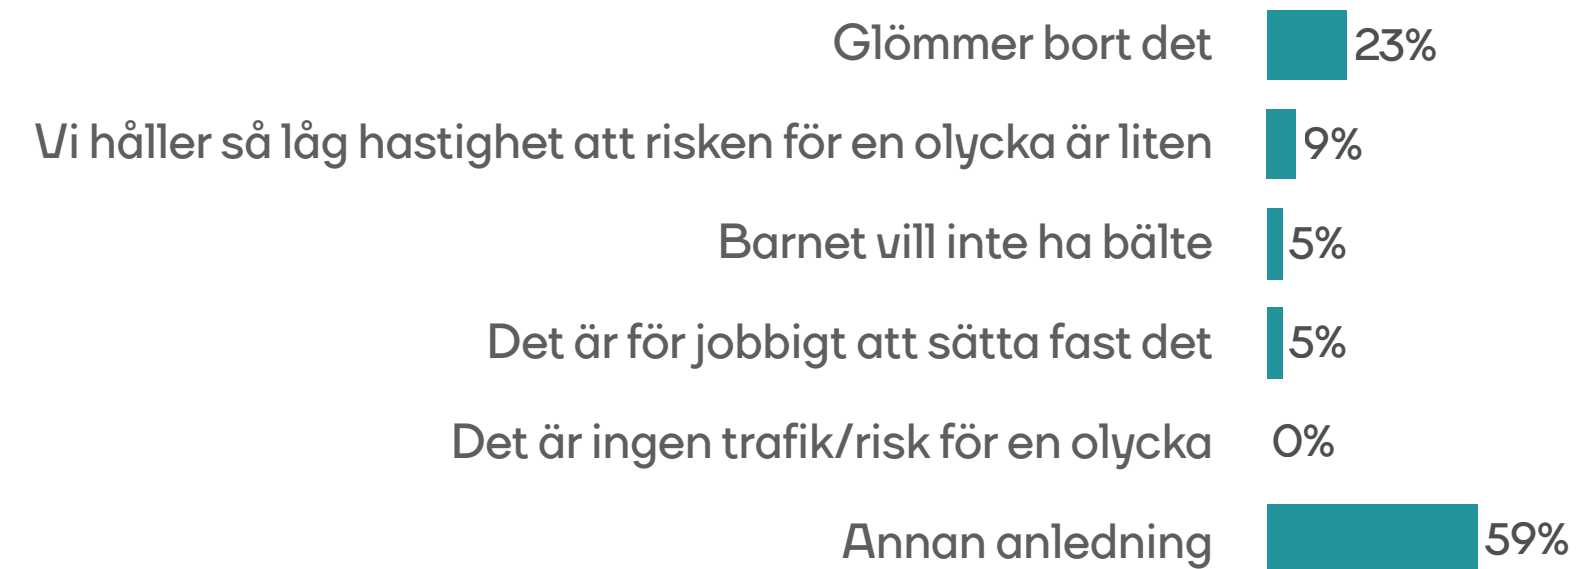 Glömmer bort det 23%
Vi håller så låg hastighet att risken för en olycka är liten 9%
Barnet vill inte ha bälte 5%
Det är för jobbigt att sätta fast det 5%
Det är ingen trafik/risk för en olycka 0%
Annan anledning 59%